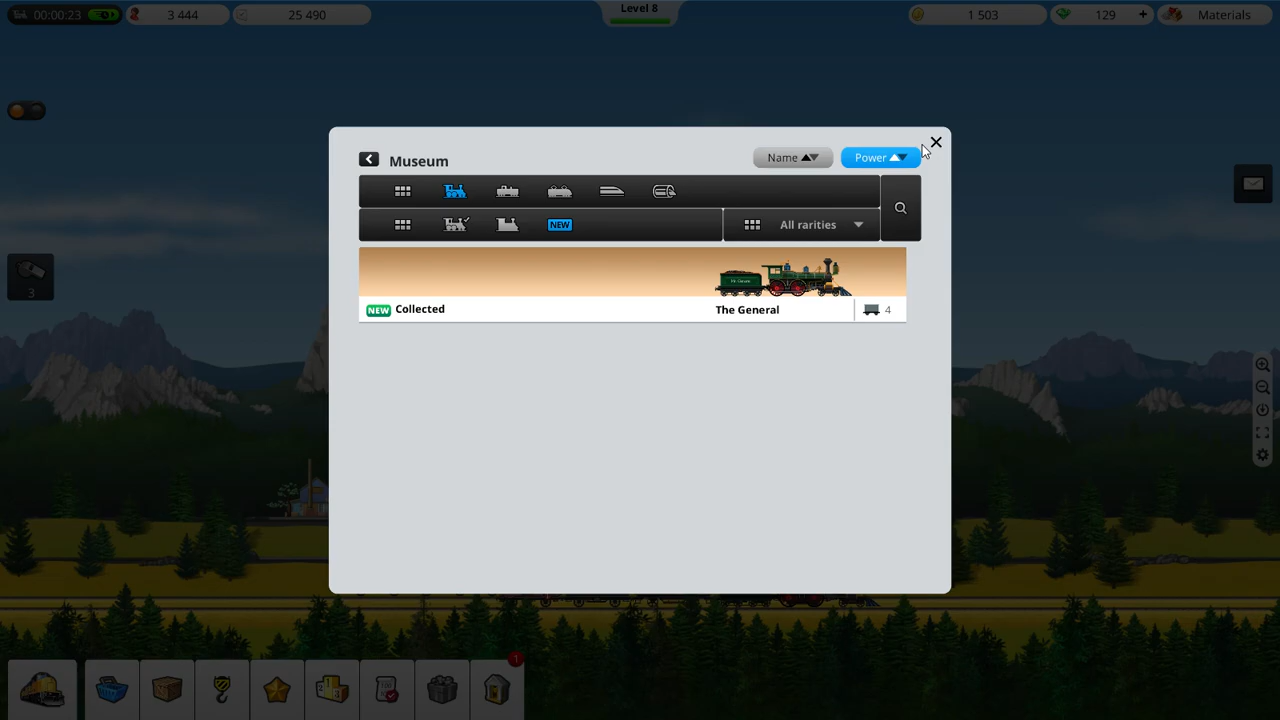 00:00:23
3 444
25 490
Level 8
1 503
129
+
Materials
Museum
Name
Power
NEW
All rarities
NEW Collected
The General
4
3
1